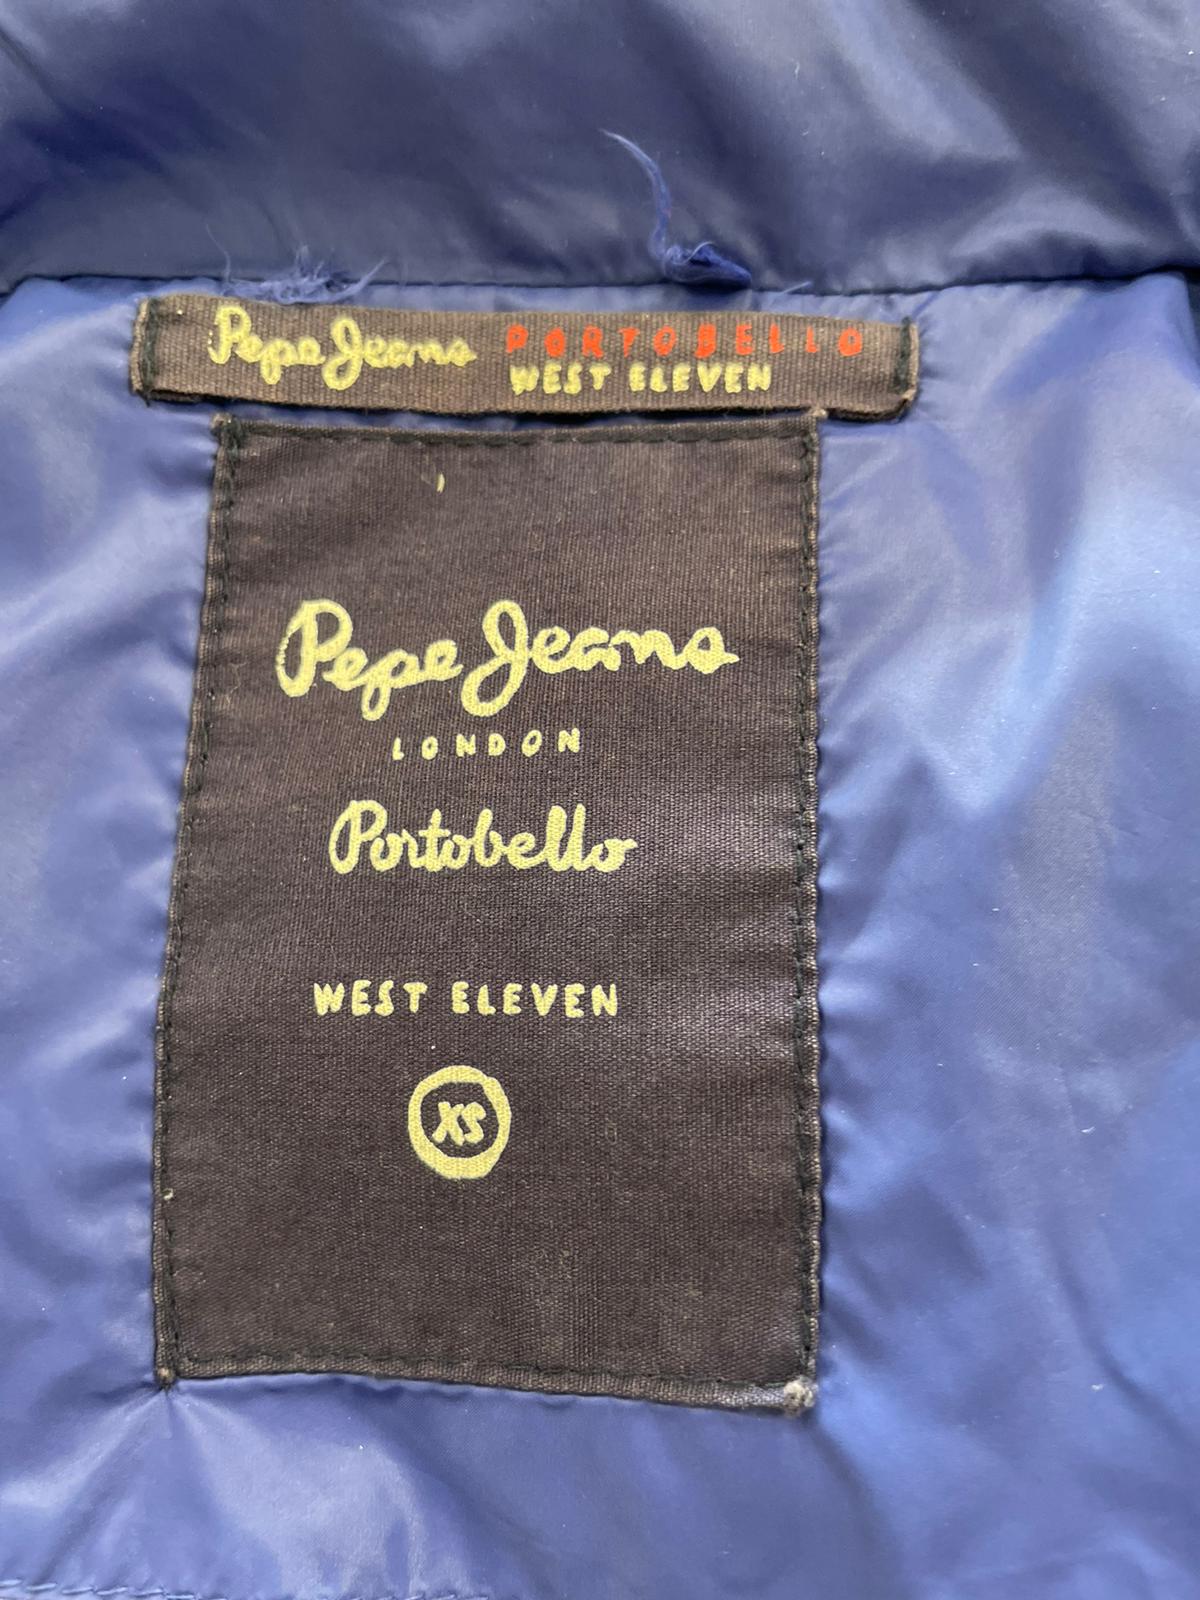 Pepe Jeans PORTOBELLO
WEST ELEVEN
Pepe Jeans
LONDON
Portobello
WEST ELEVEN
XS